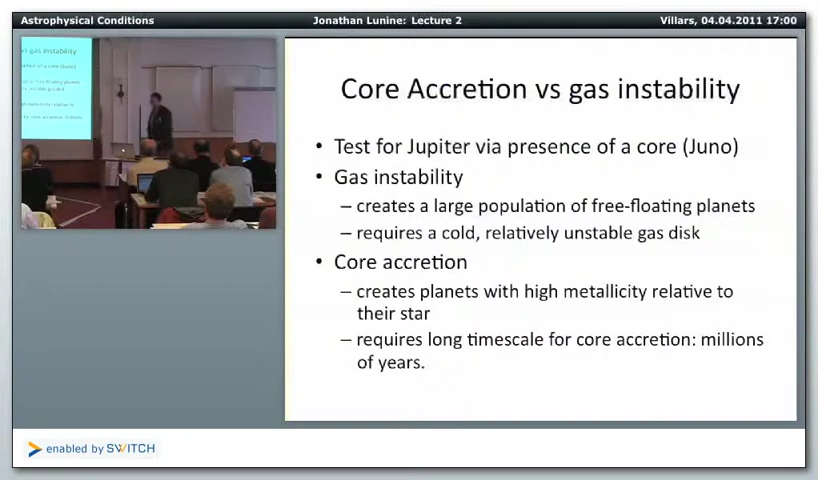 Astrophysical Conditions
Jonathan Lunine: Lecture 2
Villars, 04.04.2011 17:00
vs gas instability
Core Accretion vs gas instability
• Test for Jupiter via presence of a core (Juno)
• Gas instability
– creates a large population of free-floating planets
– requires a cold, relatively unstable gas disk
• Core accretion
– creates planets with high metallicity relative to
their star
– requires long timescale for core accretion: millions
of years.
enabled by SWITCH